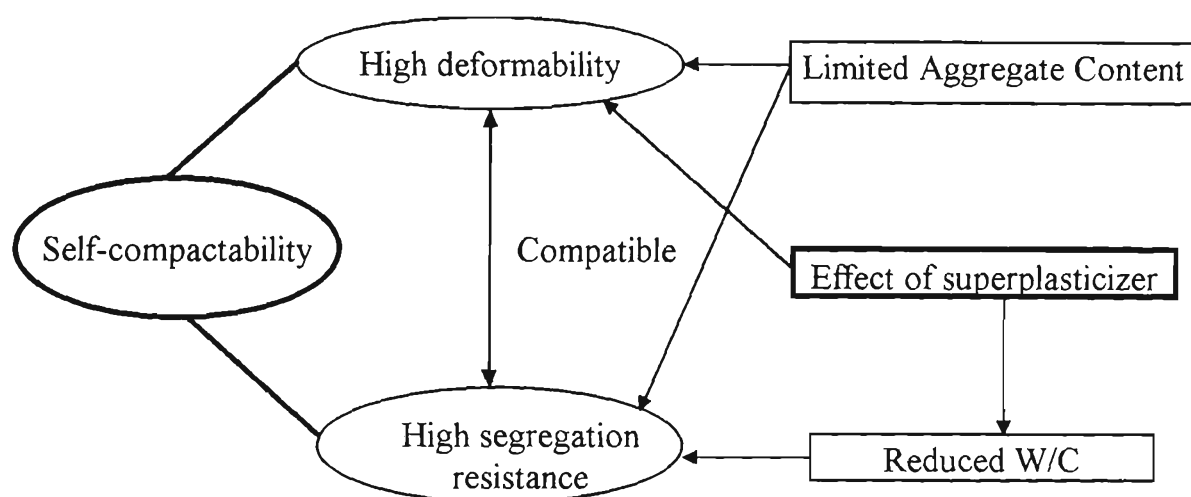 High deformability
Limited Aggregate Content
Self-compactability
Compatible
Effect of superplasticizer
High segregation
resistance
Reduced W/C